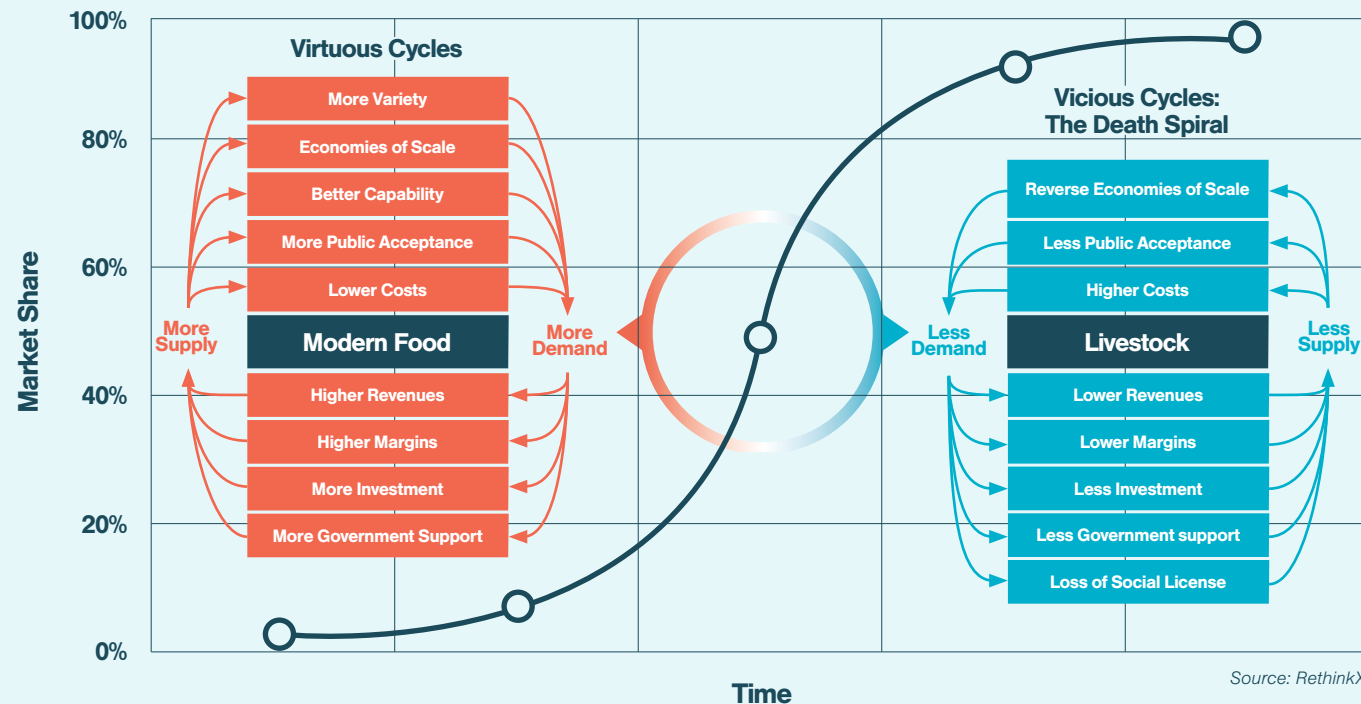 100%
80%
60%
40%
20%
0%
Market Share
Time
Virtuous Cycles
More Variety
Economies of Scale
Better Capability
More Public Acceptance
Lower Costs
More
Supply
Modern Food
More
Demand
Higher Revenues
Higher Margins
More Investment
More Government Support
Vicious Cycles:
The Death Spiral
Reverse Economies of Scale
Less Public Acceptance
Higher Costs
Less
Demand
Livestock
Less
Supply
Lower Revenues
Lower Margins
Less Investment
Less Government support
Loss of Social License
Source: RethinkX